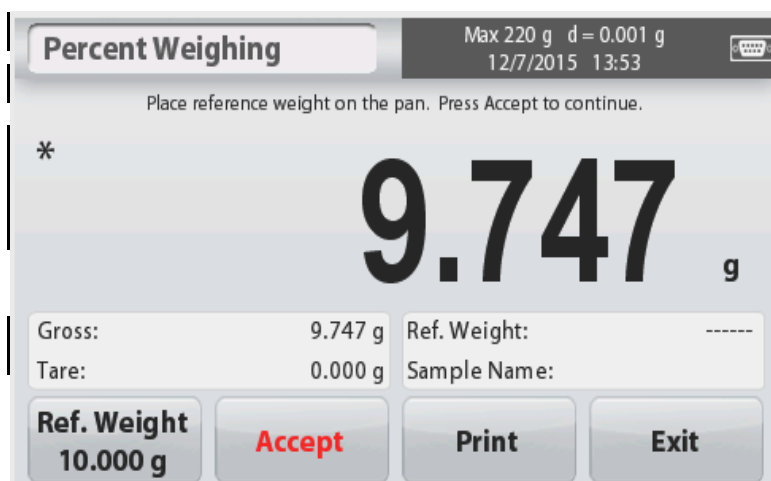 Percent Weighing
Max 220 g d = 0.001 g
12/7/2015 13:53
Place reference weight on the pan. Press Accept to continue.
*
9.747 g
Gross: 9.747 g
Tare: 0.000 g
Ref. Weight: ------
Sample Name:
Ref. Weight
10.000 g
Accept
Print
Exit